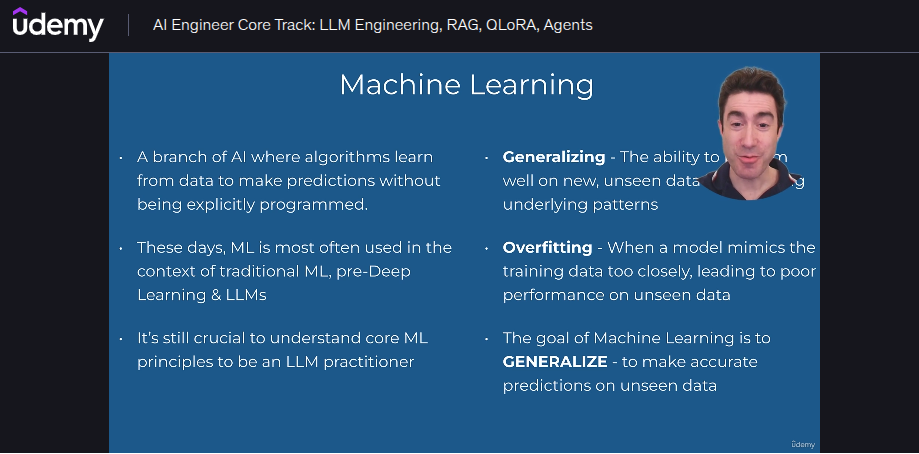 ûdemy
AI Engineer Core Track: LLM Engineering, RAG, QLoRA, Agents
Machine Learning
• A branch of AI where algorithms learn
from data to make predictions without
being explicitly programmed.
• These days, ML is most often used in the
context of traditional ML, pre-Deep
Learning & LLMs
• It's still crucial to understand core ML
principles to be an LLM practitioner
• Generalizing - The ability to
well on new, unseen data
underlying patterns
• Overfitting - When a model mimics the
training data too closely, leading to poor
performance on unseen data
• The goal of Machine Learning is to
GENERALIZE - to make accurate
predictions on unseen data
ûdemy